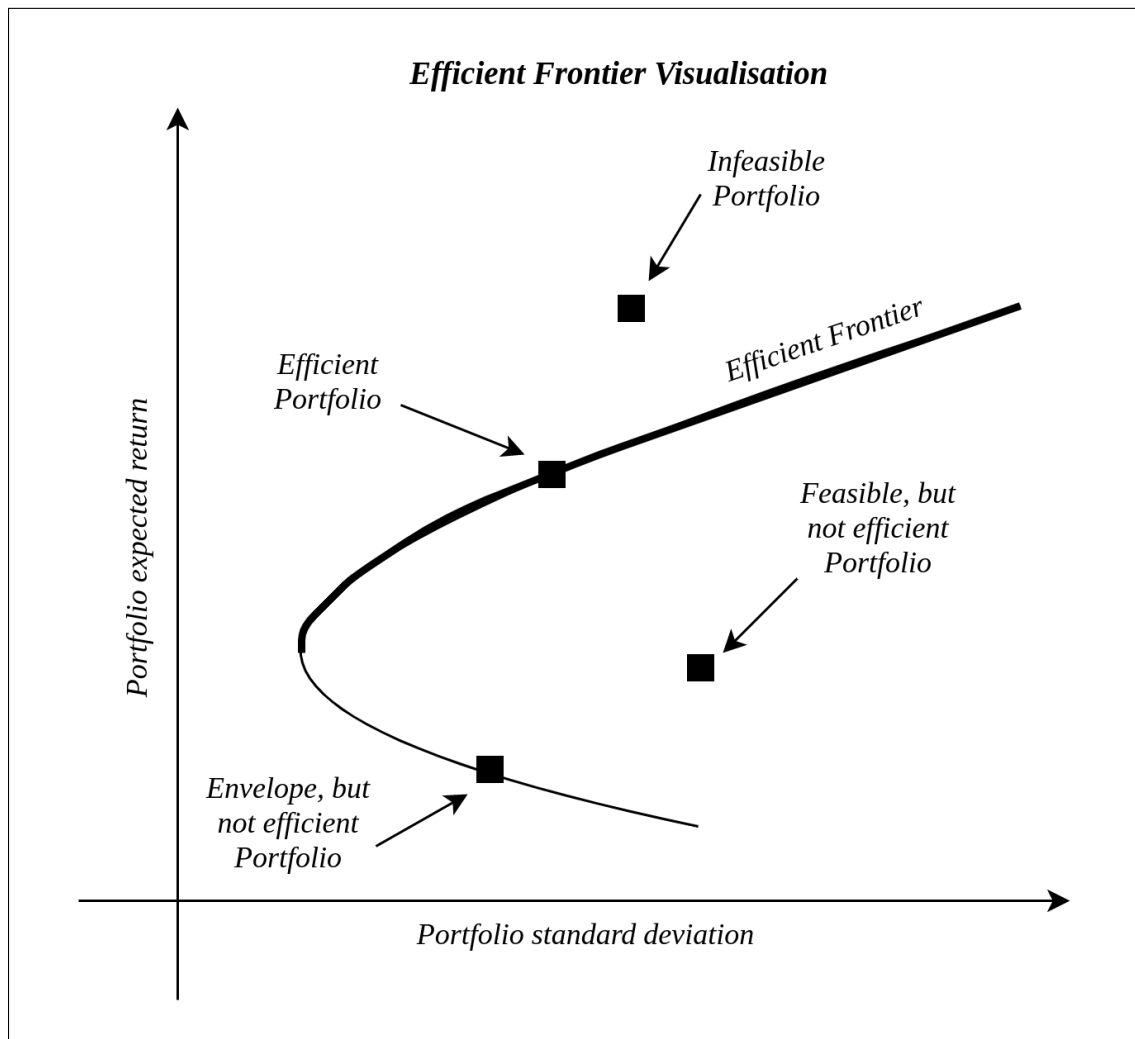 Efficient Frontier Visualisation
Infeasible
Portfolio
Efficient Frontier
Efficient
Portfolio
Portfolio expected return
Feasible, but
not efficient
Portfolio
Envelope, but
not efficient
Portfolio
Portfolio standard deviation